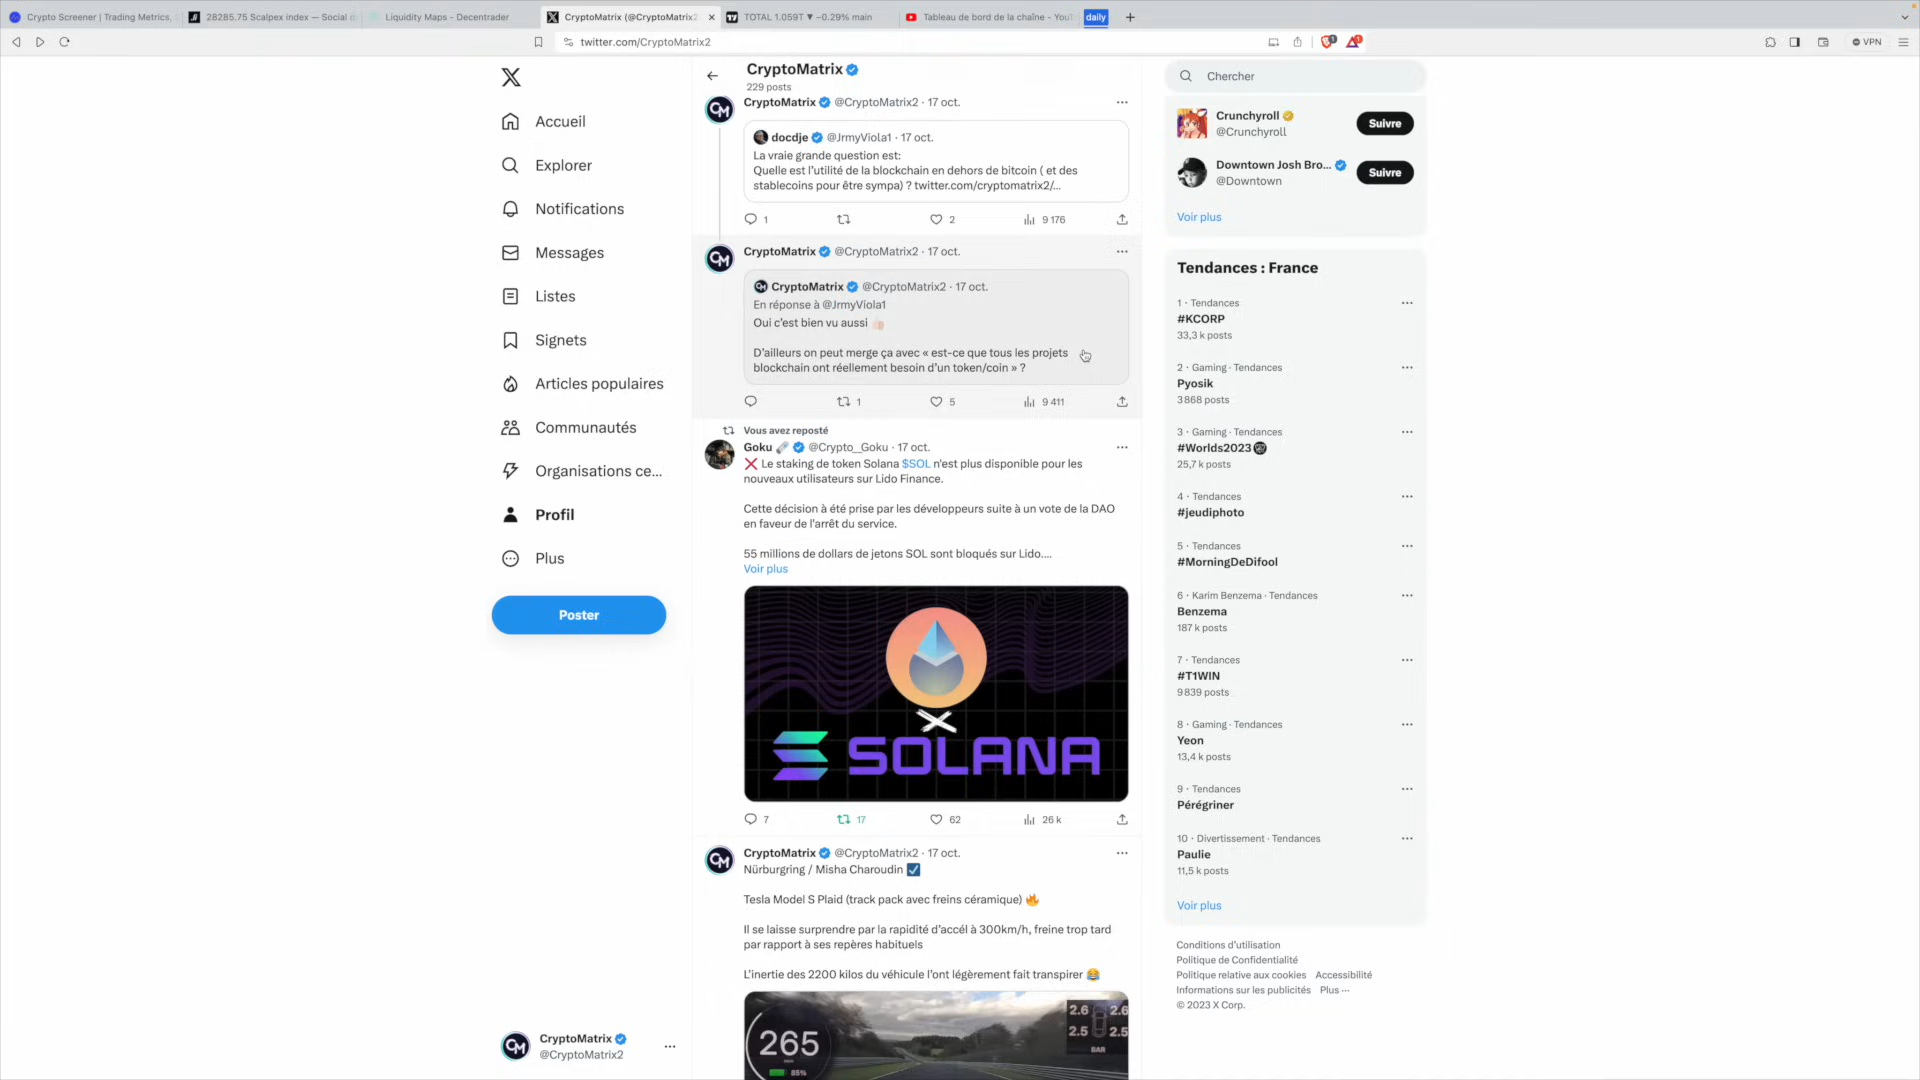 Crypto Screener | Trading Metrics,
28285.75 Scalpex index — Social
Liquidity Maps - Decentrader
CryptoMatrix (@CryptoMatrix2
TOTAL 1.059T ▼ −0.29% main
Tableau de bord de la chaîne - You
daily
twitter.com/CryptoMatrix2
1
1
VPN
CryptoMatrix
229 posts
Accueil
Explorer
Notifications
Messages
Listes
Signets
Articles populaires
Communautés
Organisations ce...
Profil
Plus
Poster
CryptoMatrix
@CryptoMatrix2
CryptoMatrix @CryptoMatrix2 · 17 oct.
docdje @JrmyViola1 · 17 oct.
La vraie grande question est:
Quelle est l'utilité de la blockchain en dehors de bitcoin ( et des
stablecoins pour être sympa) ? twitter.com/cryptomatrix2/...
1 2 9 176
CryptoMatrix @CryptoMatrix2 · 17 oct.
CryptoMatrix @CryptoMatrix2 · 17 oct.
En réponse à @JrmyViola1
Oui c'est bien vu aussi 👍🏻
D'ailleurs on peut merge ça avec « est-ce que tous les projets
blockchain ont réellement besoin d'un token/coin » ?
1 5 9 411
Vous avez reposté
Goku @Crypto__Goku · 17 oct.
❌ Le staking de token Solana $SOL n'est plus disponible pour les
nouveaux utilisateurs sur Lido Finance.
Cette décision à été prise par les développeurs suite à un vote de la DAO
en faveur de l'arrêt du service.
55 millions de dollars de jetons SOL sont bloqués sur Lido....
Voir plus
SOLANA
7 17 62 26 k
CryptoMatrix @CryptoMatrix2 · 17 oct.
Nürburgring / Misha Charoudin ☑️
Tesla Model S Plaid (track pack avec freins céramique) 🔥
Il se laisse surprendre par la rapidité d'accél à 300km/h, freine trop tard
par rapport à ses repères habituels
L'inertie des 2200 kilos du véhicule l'ont légèrement fait transpirer 😂
265
85%
2.6 2.6
2.5 2.5
BAR
Chercher
Crunchyroll
@Crunchyroll
Suivre
Downtown Josh Bro...
@Downtown
Suivre
Voir plus
Tendances : France
1 · Tendances
#KCORP
33,3 k posts
2 · Gaming · Tendances
Pyosik
3 868 posts
3 · Gaming · Tendances
#Worlds2023
25,7 k posts
4 · Tendances
#jeudiphoto
5 · Tendances
#MorningDeDifool
6 · Karim Benzema · Tendances
Benzema
187 k posts
7 · Tendances
#T1WIN
9 839 posts
8 · Gaming · Tendances
Yeon
13,4 k posts
9 · Tendances
Pérégriner
10 · Divertissement · Tendances
Paulie
11,5 k posts
Voir plus
Conditions d'utilisation
Politique de Confidentialité
Politique relative aux cookies Accessibilité
Informations sur les publicités Plus ···
© 2023 X Corp.